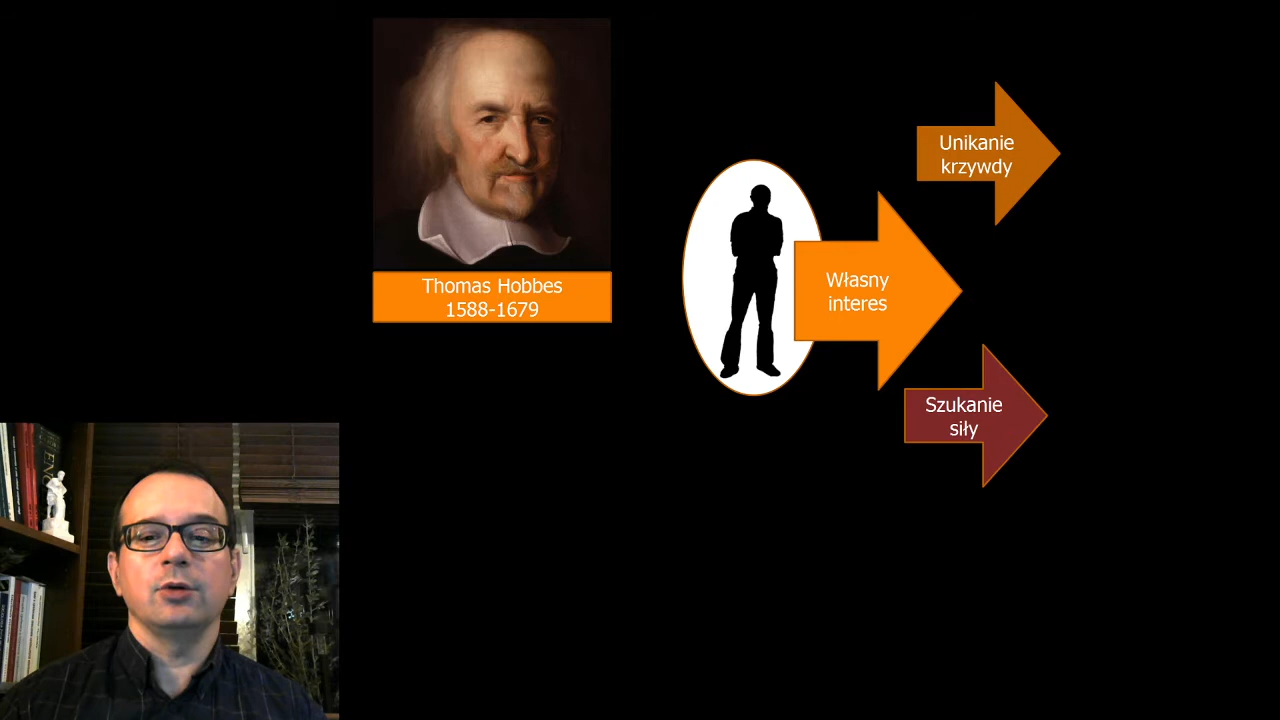 Thomas Hobbes
1588-1679
Unikanie
krzywdy
Własny
interes
Szukanie
siły